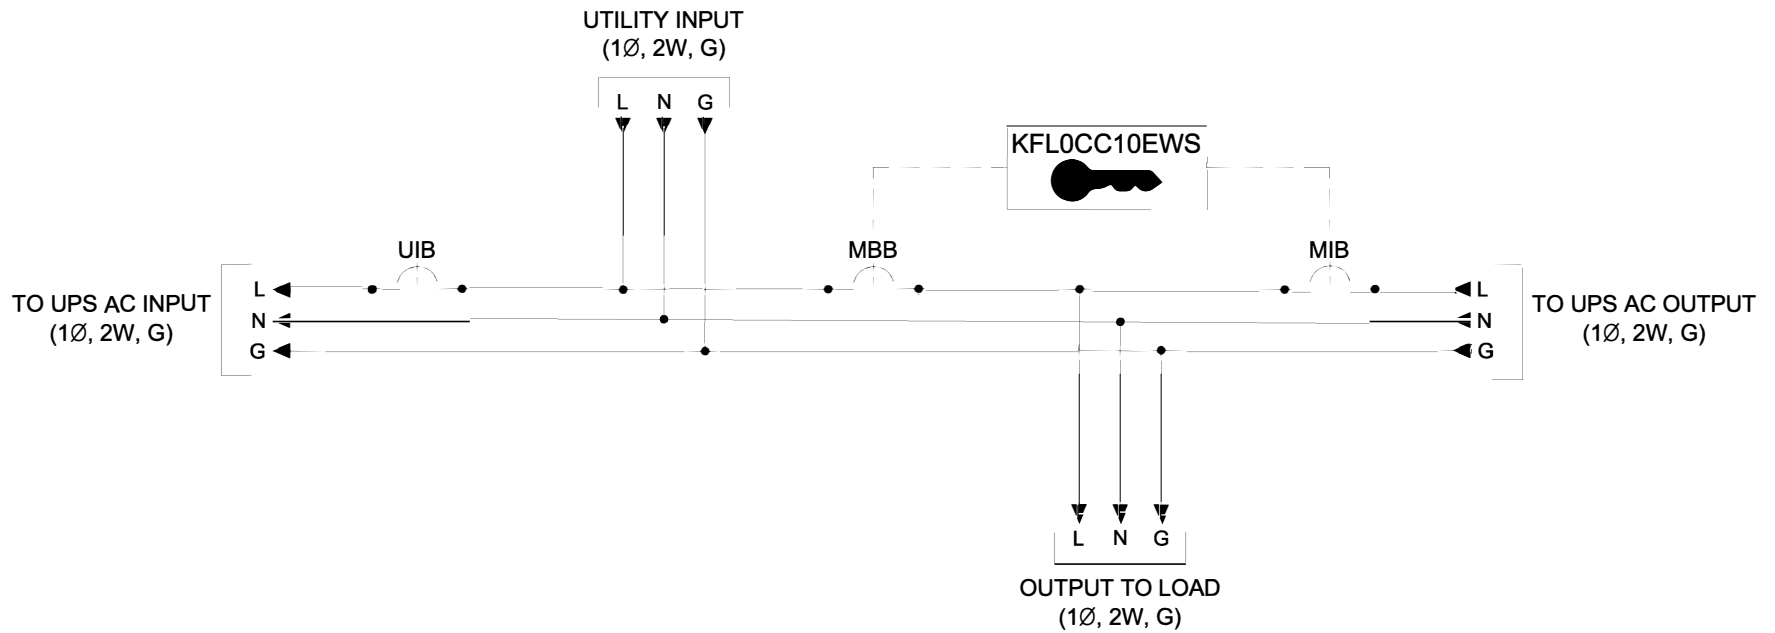 UTILITY INPUT
(1Ø, 2W, G)
L N G
KFL0CC10EWS
UIB MBB MIB
TO UPS AC INPUT
(1Ø, 2W, G)
L
N
G
L
N
G
TO UPS AC OUTPUT
(1Ø, 2W, G)
L N G
OUTPUT TO LOAD
(1Ø, 2W, G)